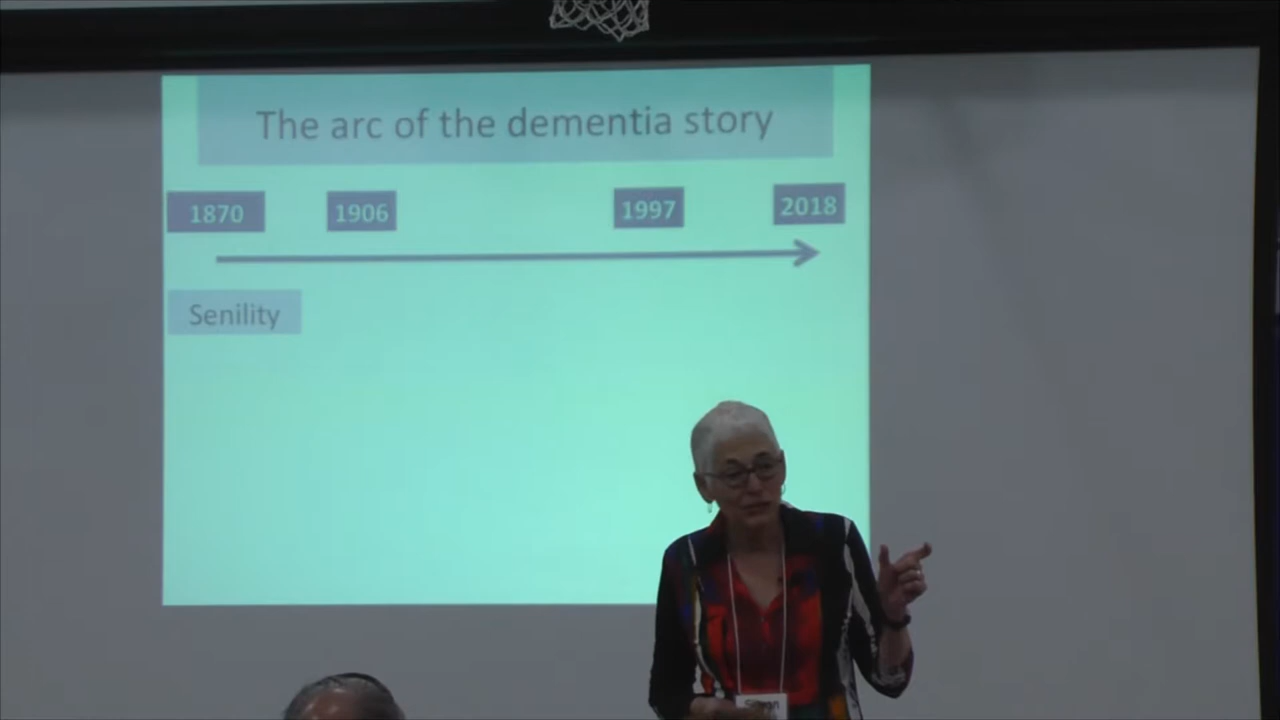 The arc of the dementia story
1870 1906 1997 2018
Senility